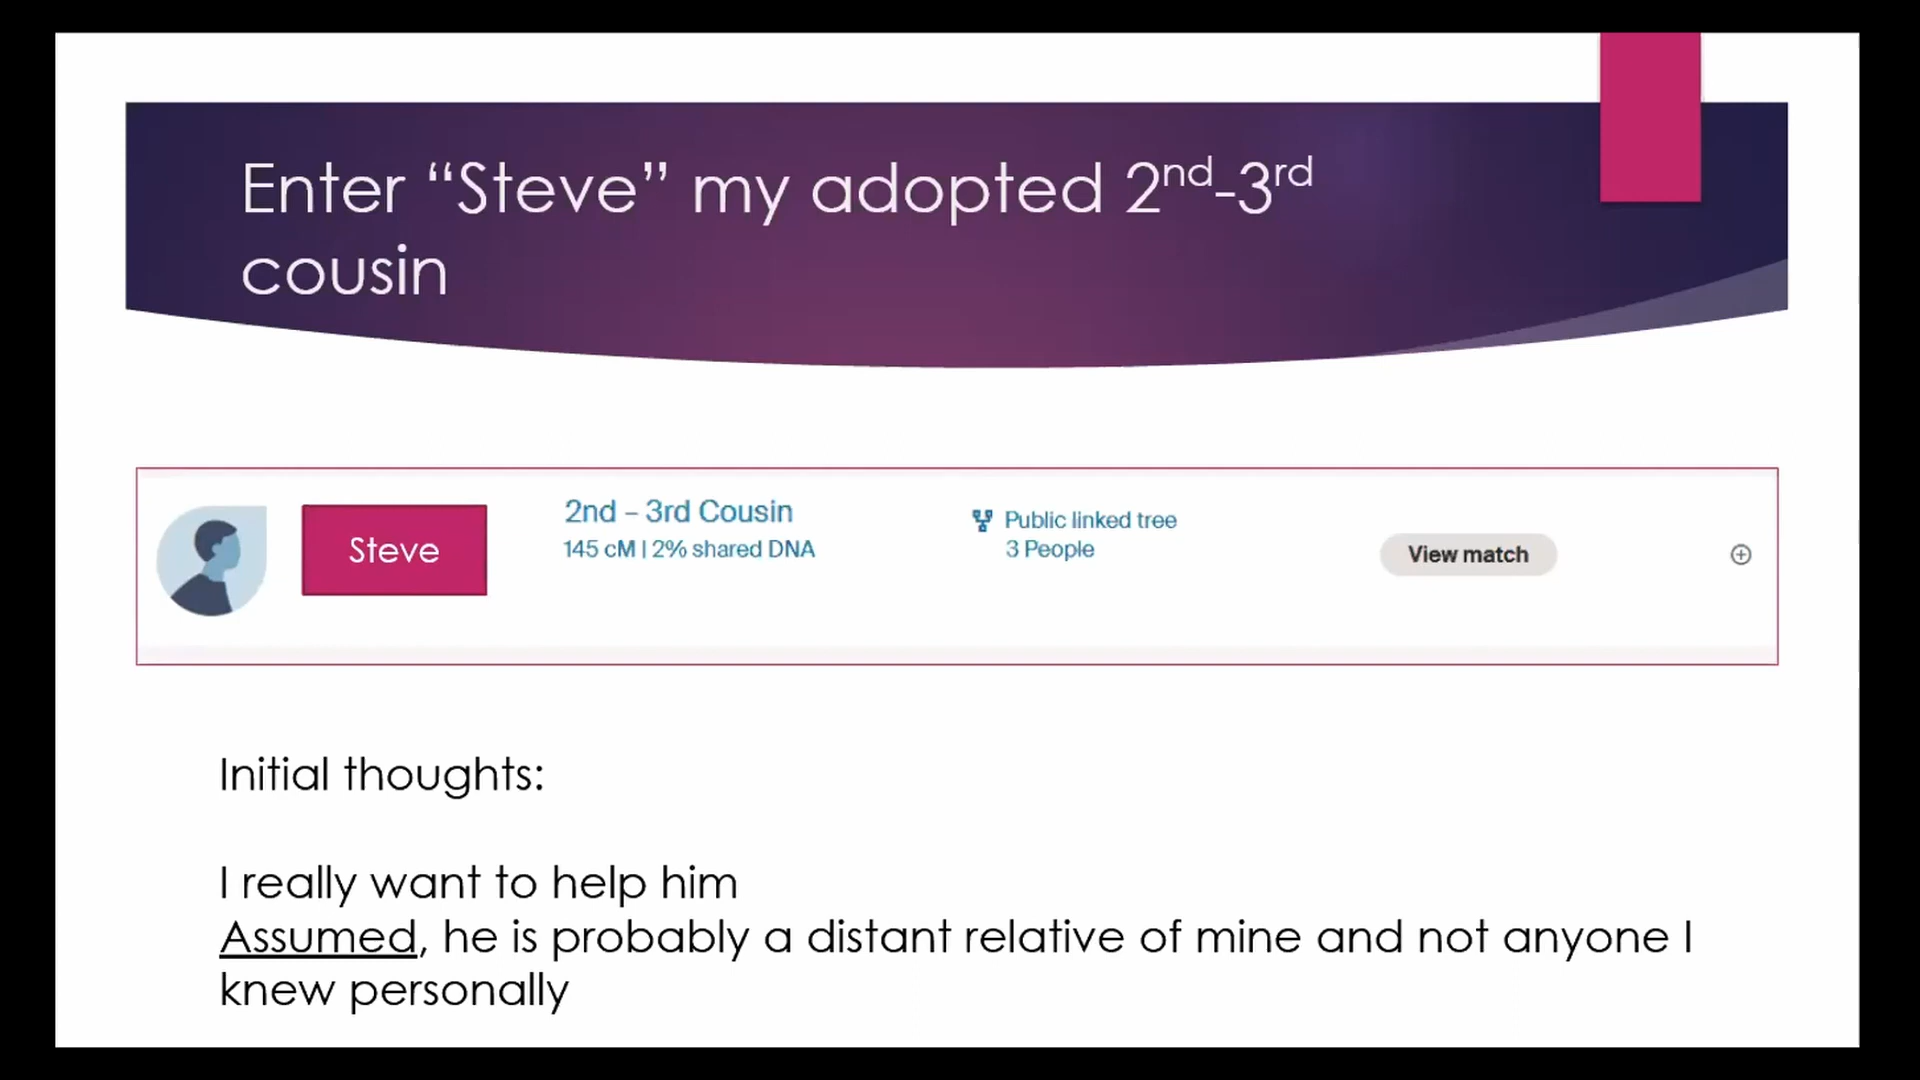 Enter “Steve” my adopted 2nd-3rd
cousin
Steve
2nd – 3rd Cousin
145 cM | 2% shared DNA
Public linked tree
3 People
View match
Initial thoughts:
I really want to help him
Assumed, he is probably a distant relative of mine and not anyone I
knew personally